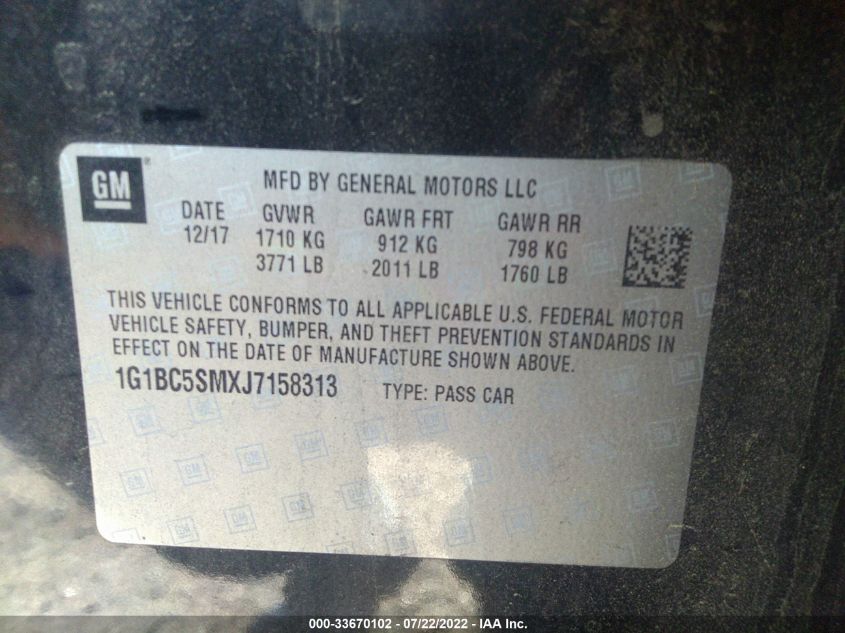 GM®
MFD BY GENERAL MOTORS LLC
DATE GVWR GAWR FRT GAWR RR
12/17 1710 KG 912 KG 798 KG
3771 LB 2011 LB 1760 LB
THIS VEHICLE CONFORMS TO ALL APPLICABLE U.S. FEDERAL MOTOR
VEHICLE SAFETY, BUMPER, AND THEFT PREVENTION STANDARDS IN
EFFECT ON THE DATE OF MANUFACTURE SHOWN ABOVE.
1G1BC5SMXJ7158313 TYPE: PASS CAR
000-33670102 - 07/22/2022 - IAA Inc.